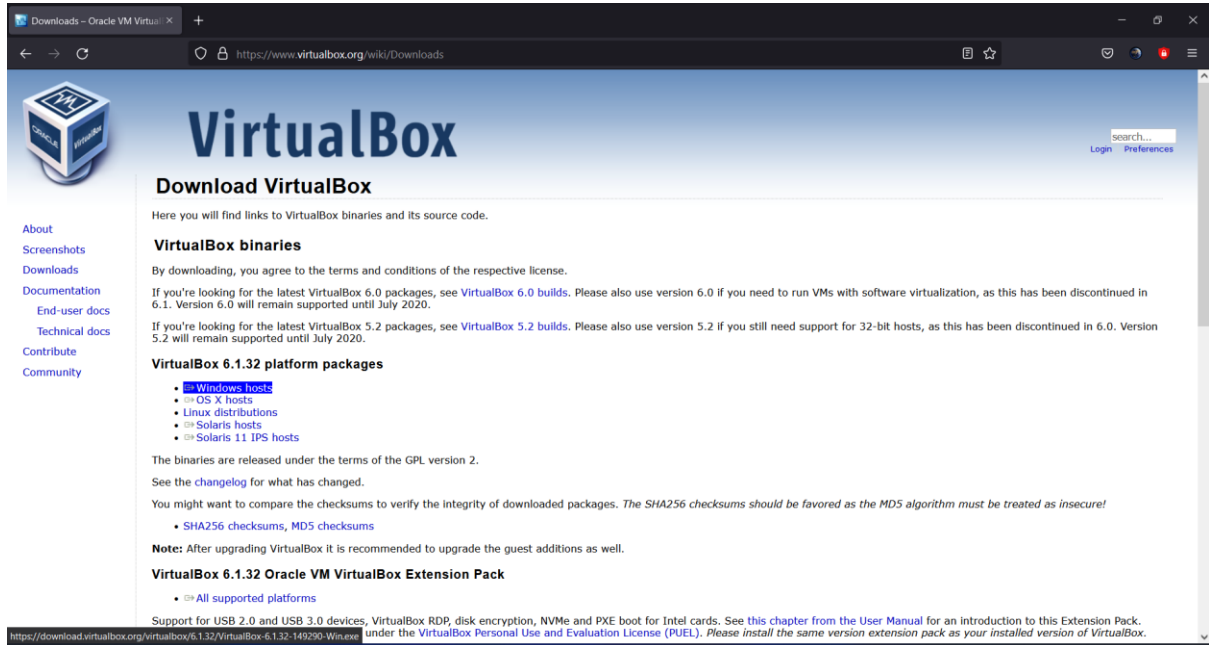 Downloads – Oracle VM Virtual
https://www.virtualbox.org/wiki/Downloads
ORACLE
VirtualBox
VirtualBox
search...
Login Preferences
Download VirtualBox
Here you will find links to VirtualBox binaries and its source code.
About
Screenshots
Downloads
Documentation
End-user docs
Technical docs
Contribute
Community
VirtualBox binaries
By downloading, you agree to the terms and conditions of the respective license.
If you're looking for the latest VirtualBox 6.0 packages, see VirtualBox 6.0 builds. Please also use version 6.0 if you need to run VMs with software virtualization, as this has been discontinued in
6.1. Version 6.0 will remain supported until July 2020.
If you're looking for the latest VirtualBox 5.2 packages, see VirtualBox 5.2 builds. Please also use version 5.2 if you still need support for 32-bit hosts, as this has been discontinued in 6.0. Version
5.2 will remain supported until July 2020.
VirtualBox 6.1.32 platform packages
• Windows hosts
• OS X hosts
• Linux distributions
• Solaris hosts
• Solaris 11 IPS hosts
The binaries are released under the terms of the GPL version 2.
See the changelog for what has changed.
You might want to compare the checksums to verify the integrity of downloaded packages. The SHA256 checksums should be favored as the MD5 algorithm must be treated as insecure!
• SHA256 checksums, MD5 checksums
Note: After upgrading VirtualBox it is recommended to upgrade the guest additions as well.
VirtualBox 6.1.32 Oracle VM VirtualBox Extension Pack
• All supported platforms
Support for USB 2.0 and USB 3.0 devices, VirtualBox RDP, disk encryption, NVMe and PXE boot for Intel cards. See this chapter from the User Manual for an introduction to this Extension Pack.
under the VirtualBox Personal Use and Evaluation License (PUEL). Please install the same version extension pack as your installed version of VirtualBox.
https://download.virtualbox.org/virtualbox/6.1.32/VirtualBox-6.1.32-149290-Win.exe